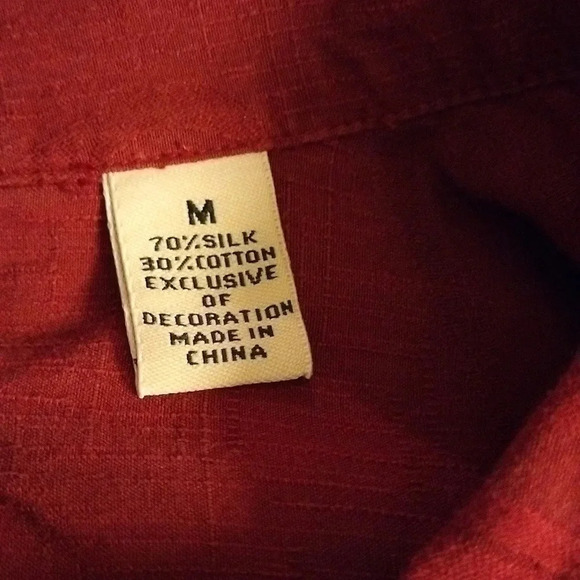 M
70%SILK
30%COTTON
EXCLUSIVE
OF
DECORATION
MADE IN
CHINA